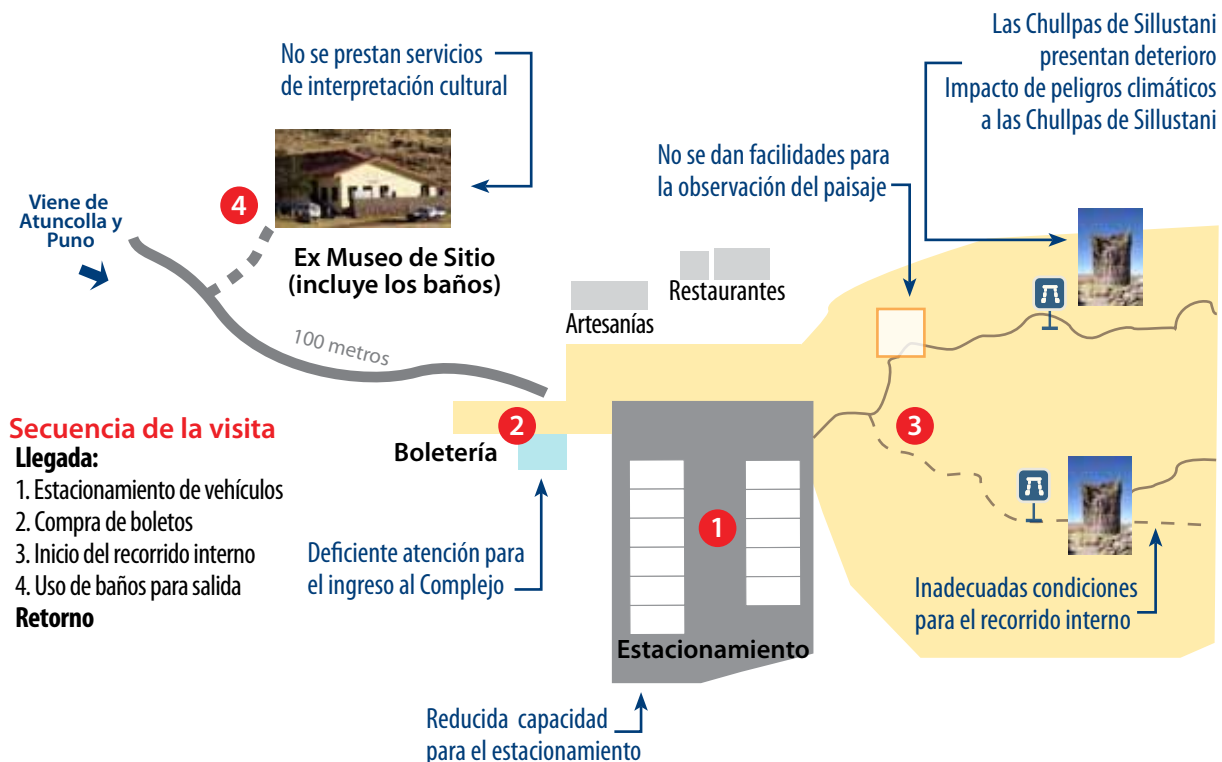 Las Chullpas de Sillustani
presentan deterioro
Impacto de peligros climáticos
a las Chullpas de Sillustani
No se prestan servicios
de interpretación cultural
No se dan facilidades para
la observación del paisaje
4
Viene de
Atuncolla y
Puno
Ex Museo de Sitio
(incluye los baños)
Restaurantes
Artesanías
100 metros
2
Boletería
3
1
Secuencia de la visita
Llegada:
1. Estacionamiento de vehículos
2. Compra de boletos
3. Inicio del recorrido interno
4. Uso de baños para salida
Retorno
Deficiente atención para
el ingreso al Complejo
Inadecuadas condiciones
para el recorrido interno
Estacionamiento
Reducida capacidad
para el estacionamiento